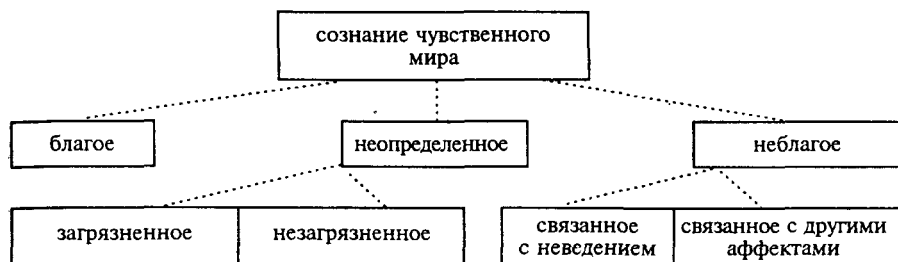 сознание чувственного
мира
благое
неопределенное
неблагое
загрязненное
незагрязненное
связанное
с неведением
связанное с другими
аффектами